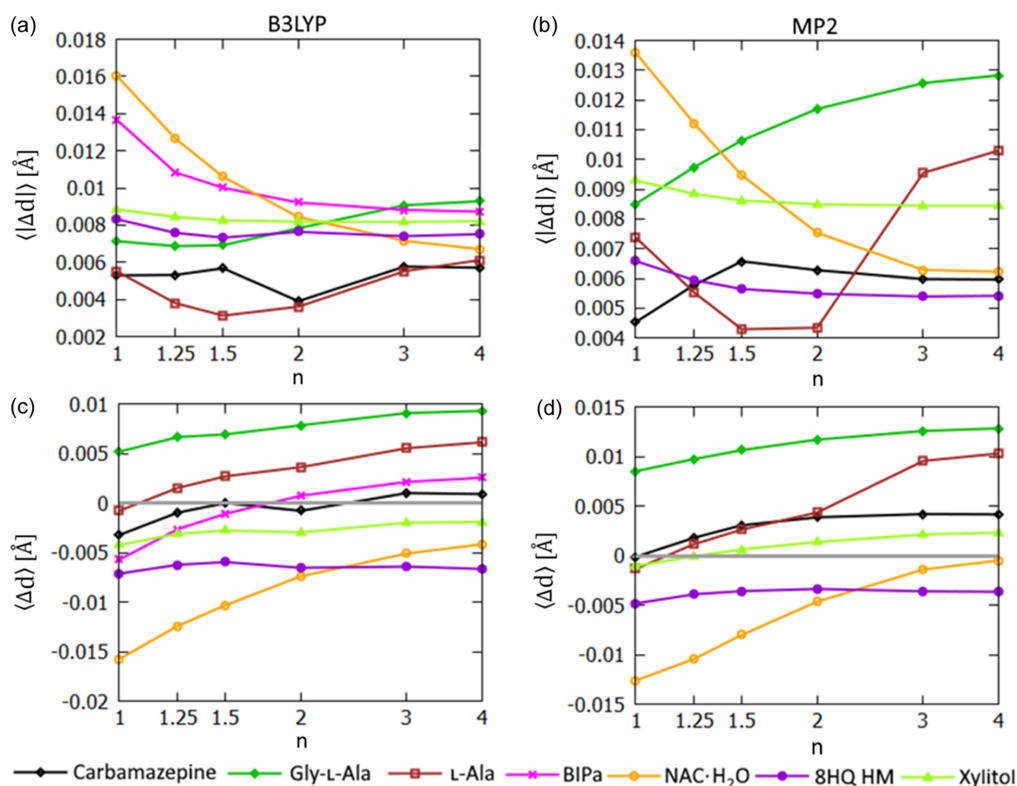 (a) B3LYP
0.018
0.016
0.014
0.012
0.01
0.008
0.006
0.004
0.002
⟨|Δd|⟩ [Å]
1 1.25 1.5 2 3 4
n
(b) MP2
0.014
0.013
0.012
0.011
0.01
0.009
0.008
0.007
0.006
0.005
0.004
⟨|Δd|⟩ [Å]
1 1.25 1.5 2 3 4
n
(c)
0.01
0.005
0
-0.005
-0.01
-0.015
-0.02
⟨Δd⟩ [Å]
1 1.25 1.5 2 3 4
n
(d)
0.015
0.01
0.005
0
-0.005
-0.01
-0.015
⟨Δd⟩ [Å]
1 1.25 1.5 2 3 4
n
Carbamazepine Gly-ʟ-Ala ʟ-Ala BIPa NAC·H₂O 8HQ HM Xylitol